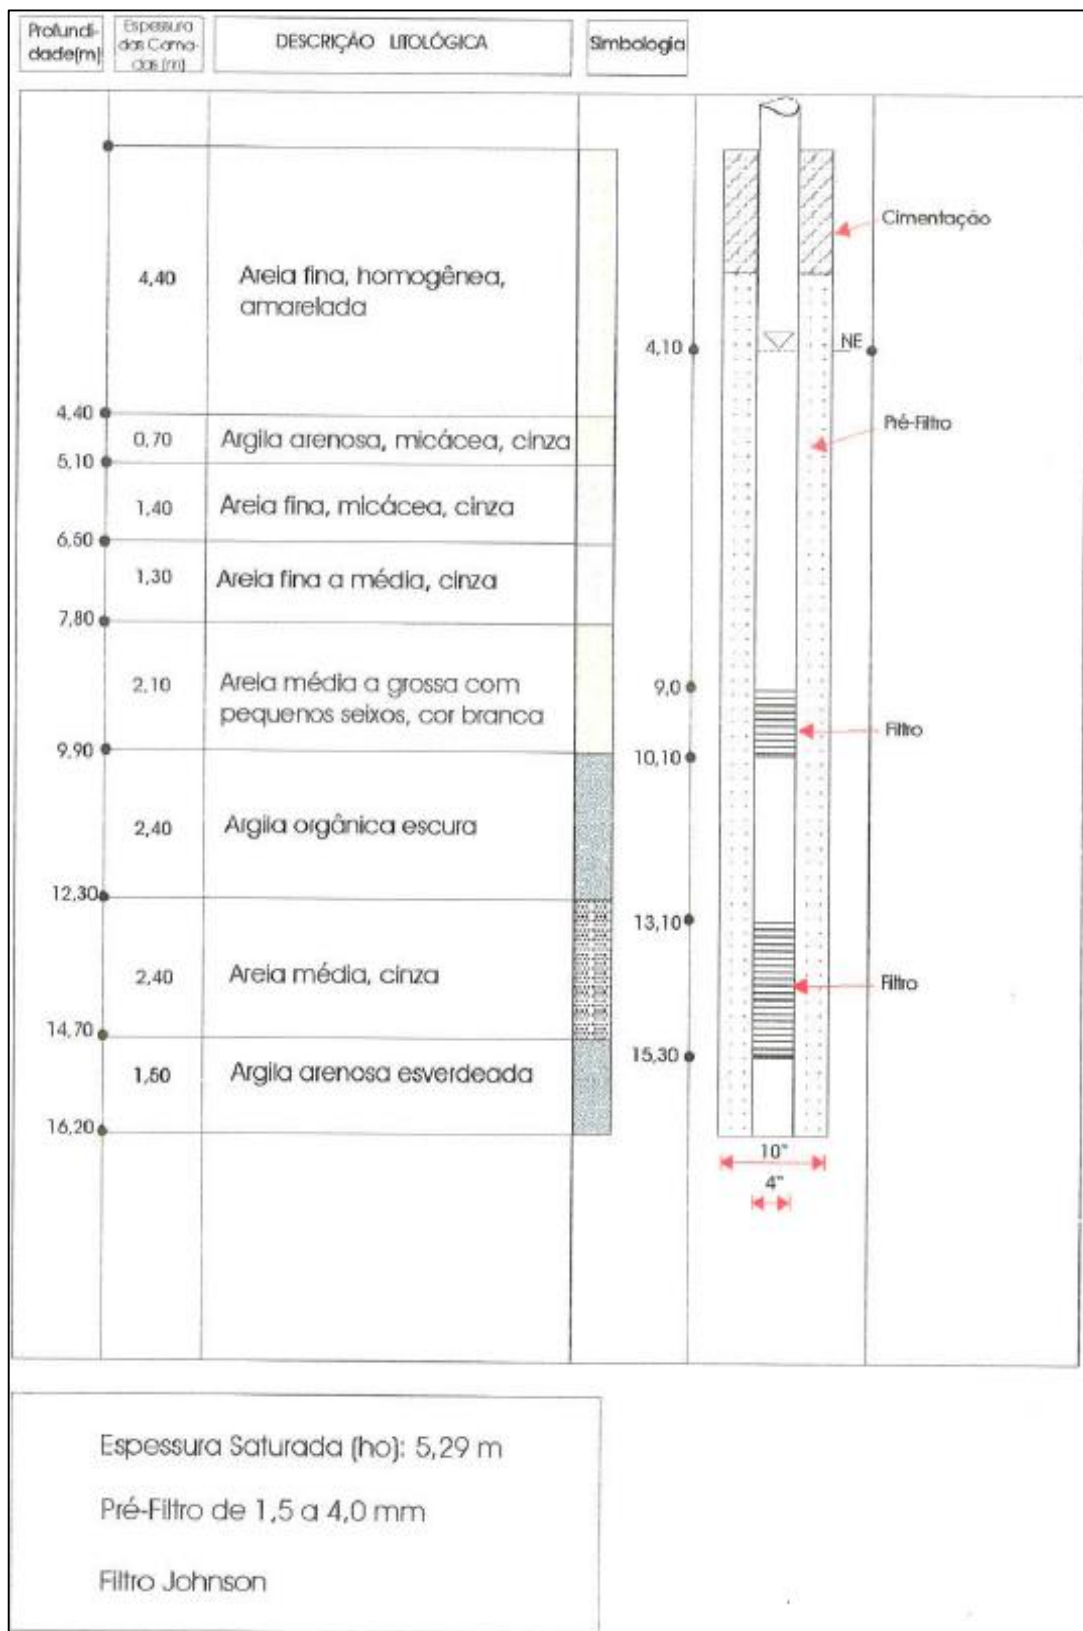 Profundi-
dade(m)
Espessura
das Cama-
das (m)
DESCRIÇÃO LITOLÓGICA
Simbologia
Cimentação
4,40
Areia fina, homogênea,
amarelada
4,10
NE
4,40
Pré-Filtro
0,70
Argila arenosa, micácea, cinza
5,10
1,40
Areia fina, micácea, cinza
6,50
1,30
Areia fina a média, cinza
7,80
2,10
Areia média a grossa com
pequenos seixos, cor branca
9,0
Filtro
9,90
10,10
2,40
Argila orgânica escura
12,30
13,10
2,40
Areia média, cinza
Filtro
14,70
15,30
1,50
Argila arenosa esverdeada
16,20
10"
4"
Espessura Saturada (ho): 5,29 m
Pré-Filtro de 1,5 a 4,0 mm
Filtro Johnson